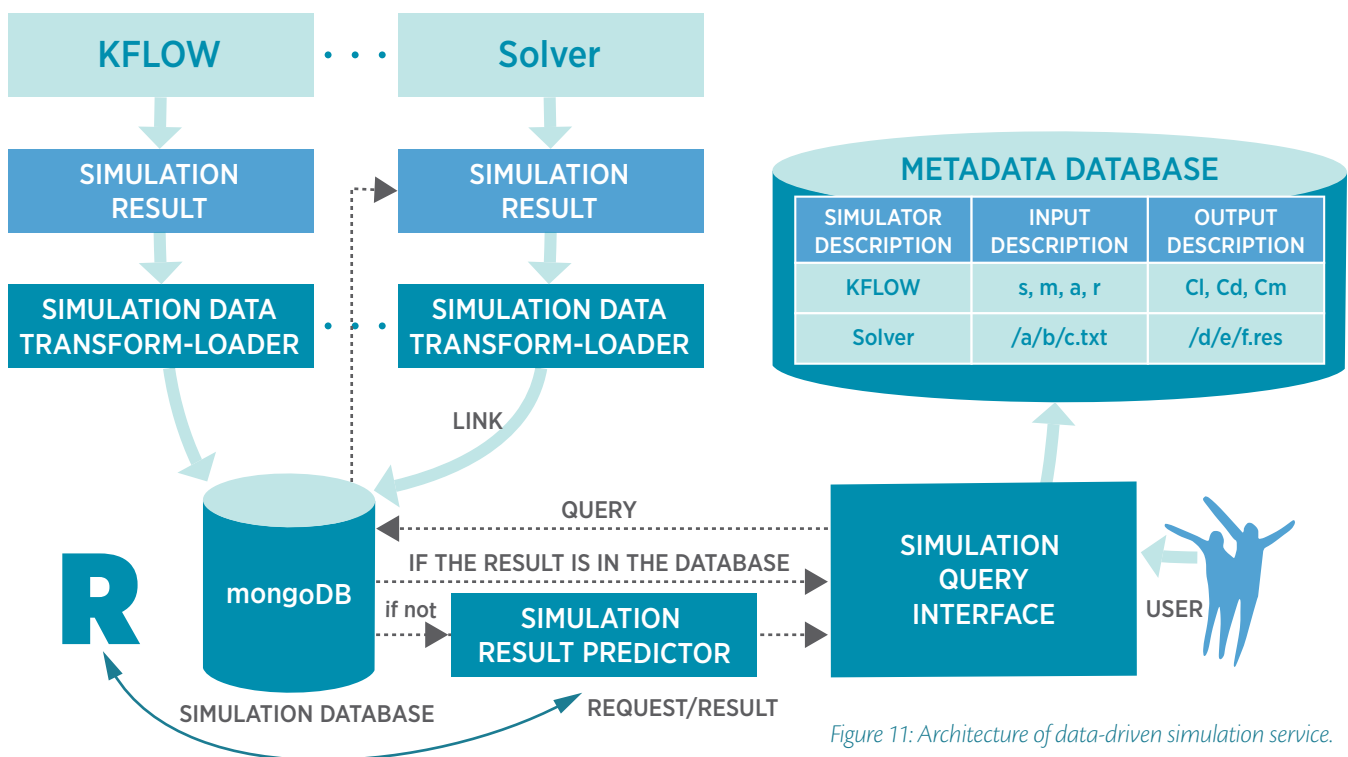 KFLOW
Solver
SIMULATION
RESULT
SIMULATION
RESULT
SIMULATION DATA
TRANSFORM-LOADER
SIMULATION DATA
TRANSFORM-LOADER
METADATA DATABASE
SIMULATOR
DESCRIPTION
INPUT
DESCRIPTION
OUTPUT
DESCRIPTION
KFLOW
s, m, a, r
Cl, Cd, Cm
Solver
/a/b/c.txt
/d/e/f.res
LINK
QUERY
IF THE RESULT IS IN THE DATABASE
if not
R
mongoDB
SIMULATION
RESULT PREDICTOR
SIMULATION
QUERY
INTERFACE
USER
SIMULATION DATABASE
REQUEST/RESULT
Figure 11: Architecture of data-driven simulation service.